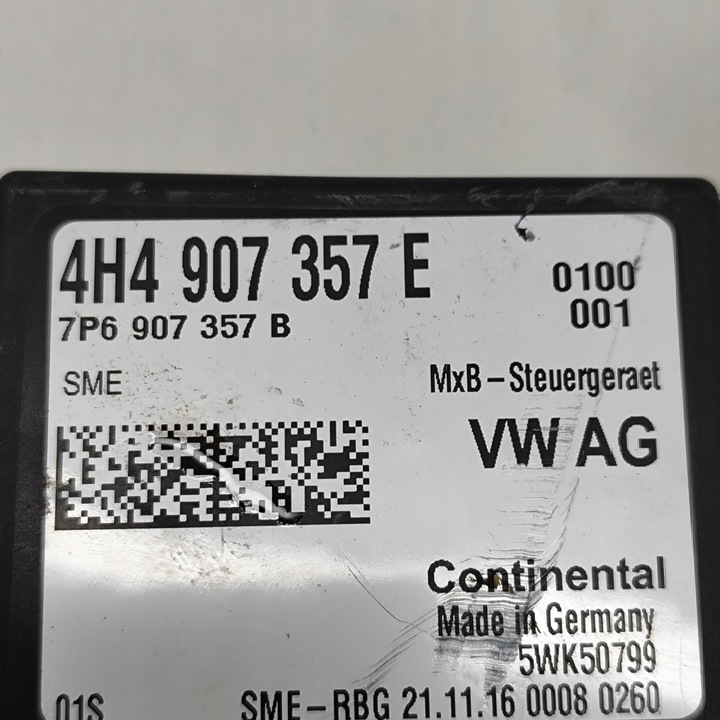 4H4 907 357 E
0100
7P6 907 357 B
001
SME
MxB-Steuergeraet
VW AG
Continental
Made in Germany
5WK50799
01S
SME-RBG 21.11.16 0008 0260